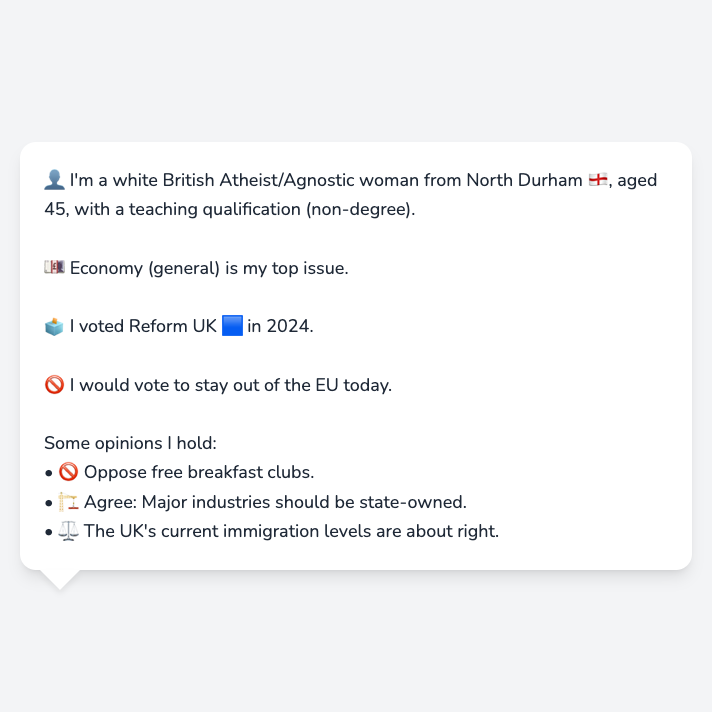 👤 I'm a white British Atheist/Agnostic woman from North Durham 🏴󠁧󠁢󠁥󠁮󠁧󠁿, aged
45, with a teaching qualification (non-degree).
💷 Economy (general) is my top issue.
🗳️ I voted Reform UK 🟦 in 2024.
🚫 I would vote to stay out of the EU today.
Some opinions I hold:
• 🚫 Oppose free breakfast clubs.
• 🏗️ Agree: Major industries should be state-owned.
• ⚖️ The UK's current immigration levels are about right.